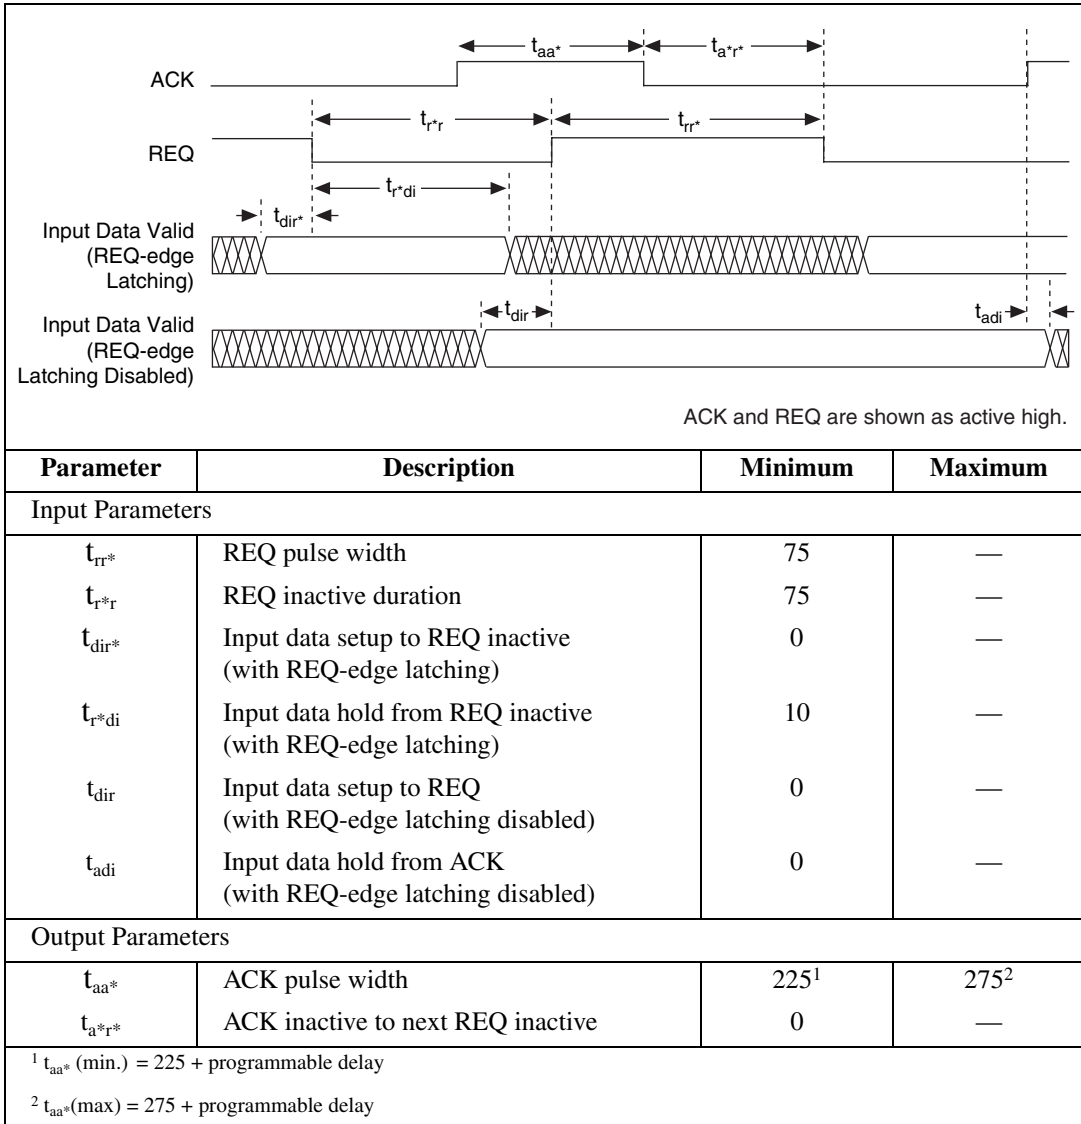 t_aa* t_a*r*
ACK
t_r*r t_rr*
REQ
t_r*di
t_dir*
Input Data Valid
(REQ-edge
Latching)
t_dir t_adi
Input Data Valid
(REQ-edge
Latching Disabled)
ACK and REQ are shown as active high.
Parameter Description Minimum Maximum
Input Parameters
t_rr* REQ pulse width 75 —
t_r*r REQ inactive duration 75 —
t_dir* Input data setup to REQ inactive 0 —
(with REQ-edge latching)
t_r*di Input data hold from REQ inactive 10 —
(with REQ-edge latching)
t_dir Input data setup to REQ 0 —
(with REQ-edge latching disabled)
t_adi Input data hold from ACK 0 —
(with REQ-edge latching disabled)
Output Parameters
t_aa* ACK pulse width 225¹ 275²
t_a*r* ACK inactive to next REQ inactive 0 —
¹ t_aa* (min.) = 225 + programmable delay
² t_aa*(max) = 275 + programmable delay